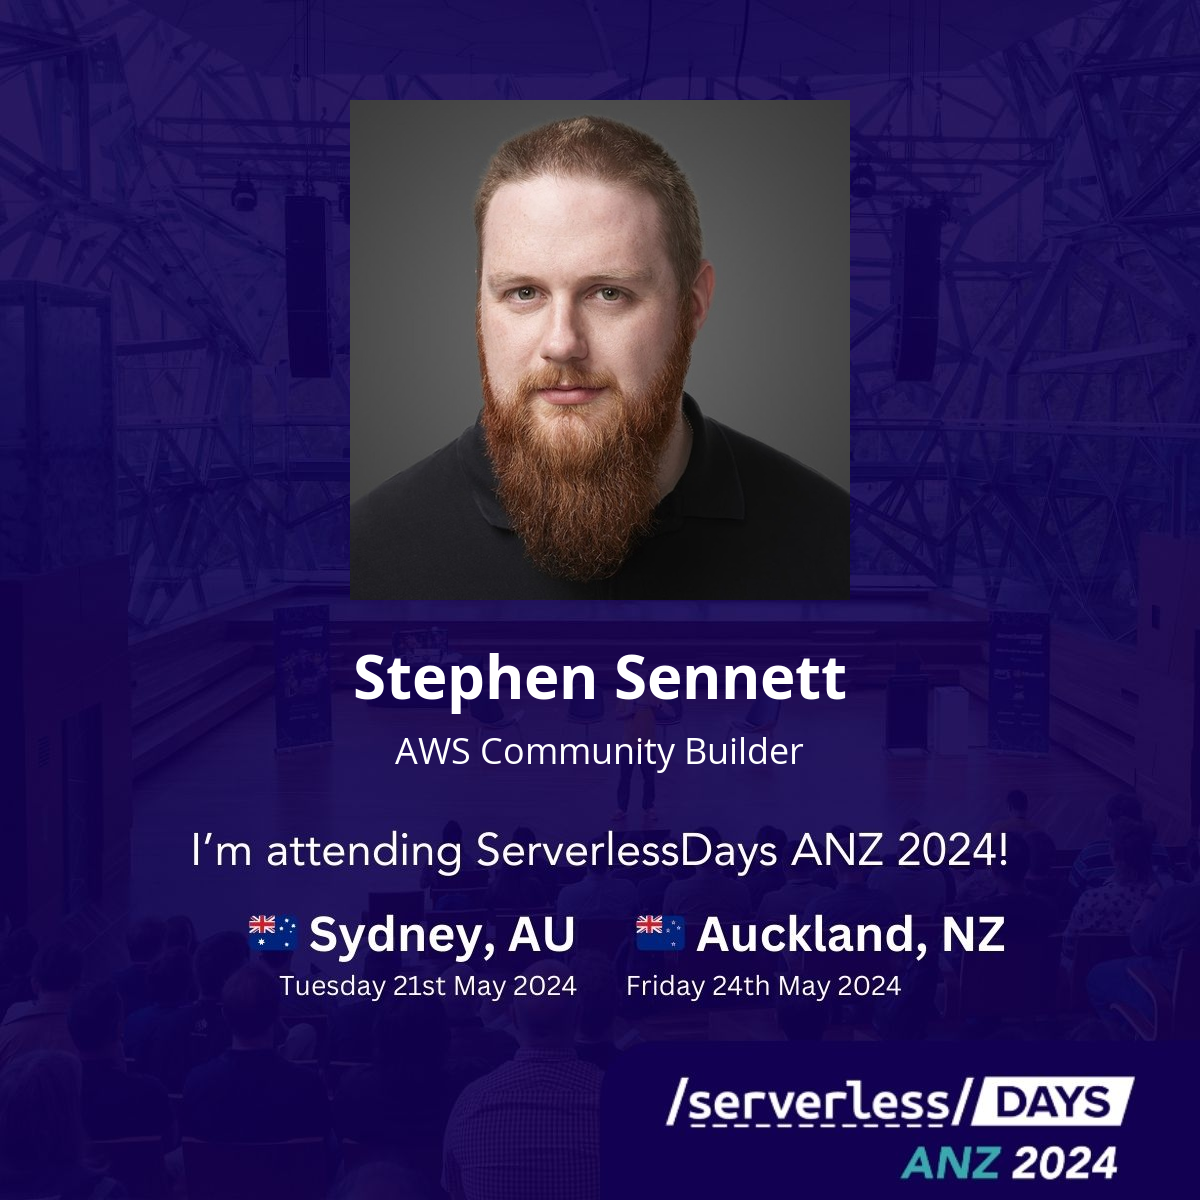 Stephen Sennett
AWS Community Builder
I’m attending ServerlessDays ANZ 2024!
Sydney, AU
Tuesday 21st May 2024
Auckland, NZ
Friday 24th May 2024
/serverless/ DAYS
ANZ 2024